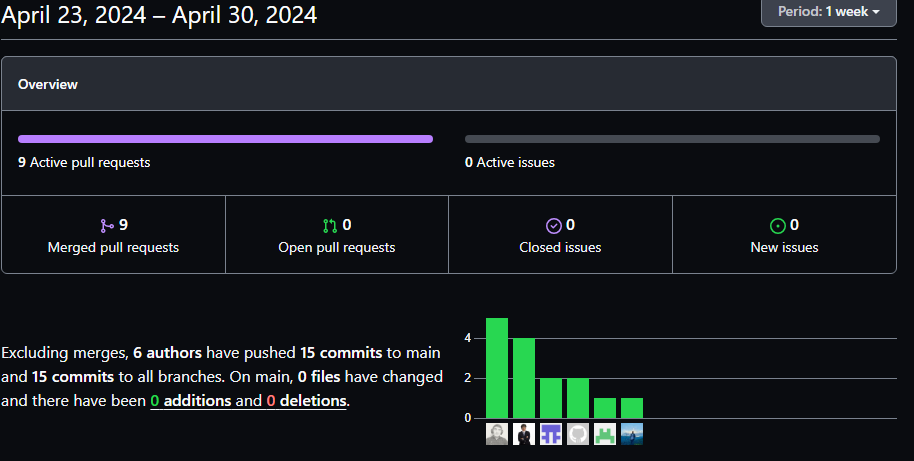 April 23, 2024 – April 30, 2024
Period: 1 week
Overview
9 Active pull requests
0 Active issues
9
Merged pull requests
0
Open pull requests
0
Closed issues
0
New issues
Excluding merges, 6 authors have pushed 15 commits to main
and 15 commits to all branches. On main, 0 files have changed
and there have been 0 additions and 0 deletions.
4
2
0